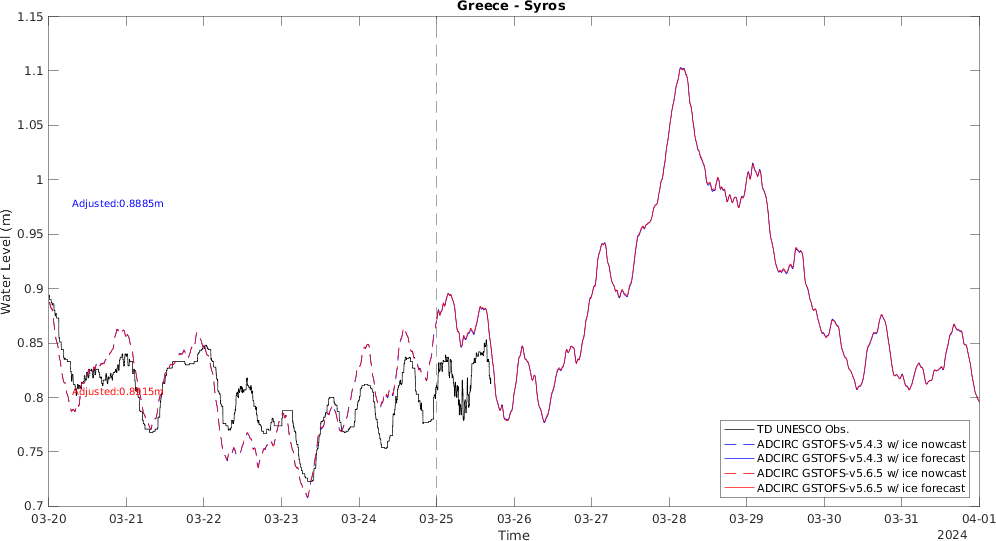 Greece - Syros
1.15
1.1
1.05
1
0.95
0.9
0.85
0.8
0.75
0.7
Water Level (m)
Adjusted:0.8885m
TD UNESCO Obs.
ADCIRC GSTOFS-v5.4.3 w/ ice nowcast
ADCIRC GSTOFS-v5.4.3 w/ ice forecast
ADCIRC GSTOFS-v5.6.5 w/ ice nowcast
ADCIRC GSTOFS-v5.6.5 w/ ice forecast
03-20 03-21 03-22 03-23 03-24 03-25 03-26 03-27 03-28 03-29 03-30 03-31 04-01
Time
2024